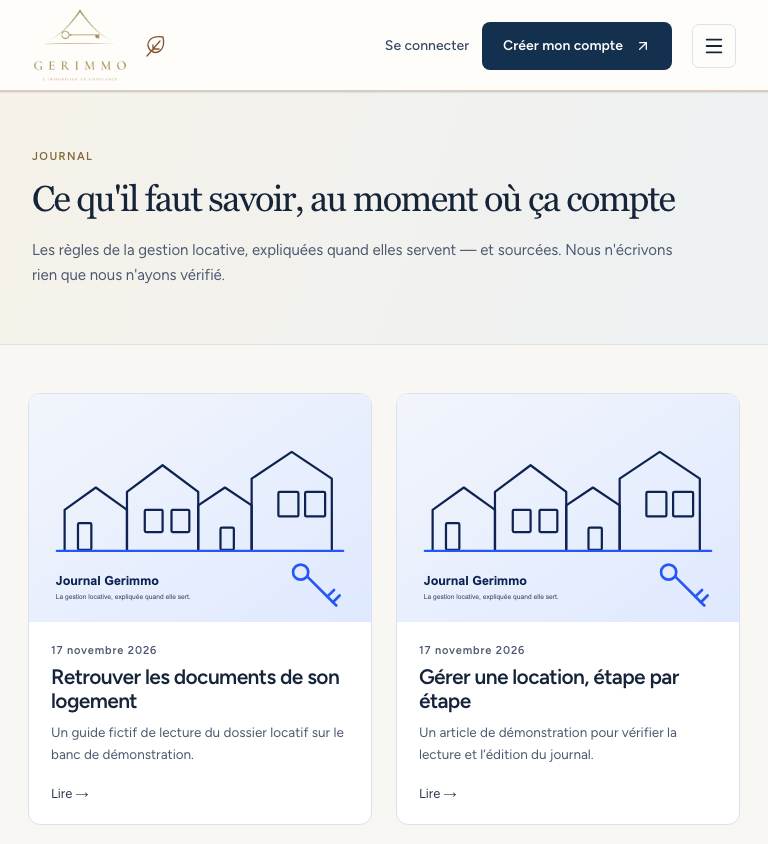 GERIMMO
Se connecter
Créer mon compte
JOURNAL
Ce qu'il faut savoir, au moment où ça compte
Les règles de la gestion locative, expliquées quand elles servent — et sourcées. Nous n'écrivons
rien que nous n'ayons vérifié.
Journal Gerimmo
La gestion locative, expliquée quand elle sert.
17 novembre 2026
Retrouver les documents de son
logement
Un guide fictif de lecture du dossier locatif sur le
banc de démonstration.
Lire →
Journal Gerimmo
La gestion locative, expliquée quand elle sert.
17 novembre 2026
Gérer une location, étape par
étape
Un article de démonstration pour vérifier la
lecture et l'édition du journal.
Lire →